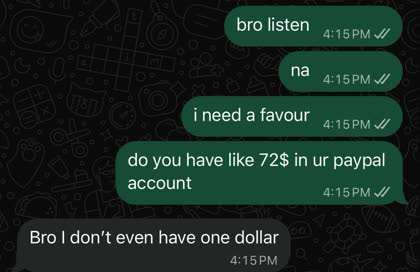 bro listen
4:15 PM
na
4:15 PM
i need a favour
4:15 PM
do you have like 72$ in ur paypal
account
4:15 PM
Bro I don’t even have one dollar
4:15 PM